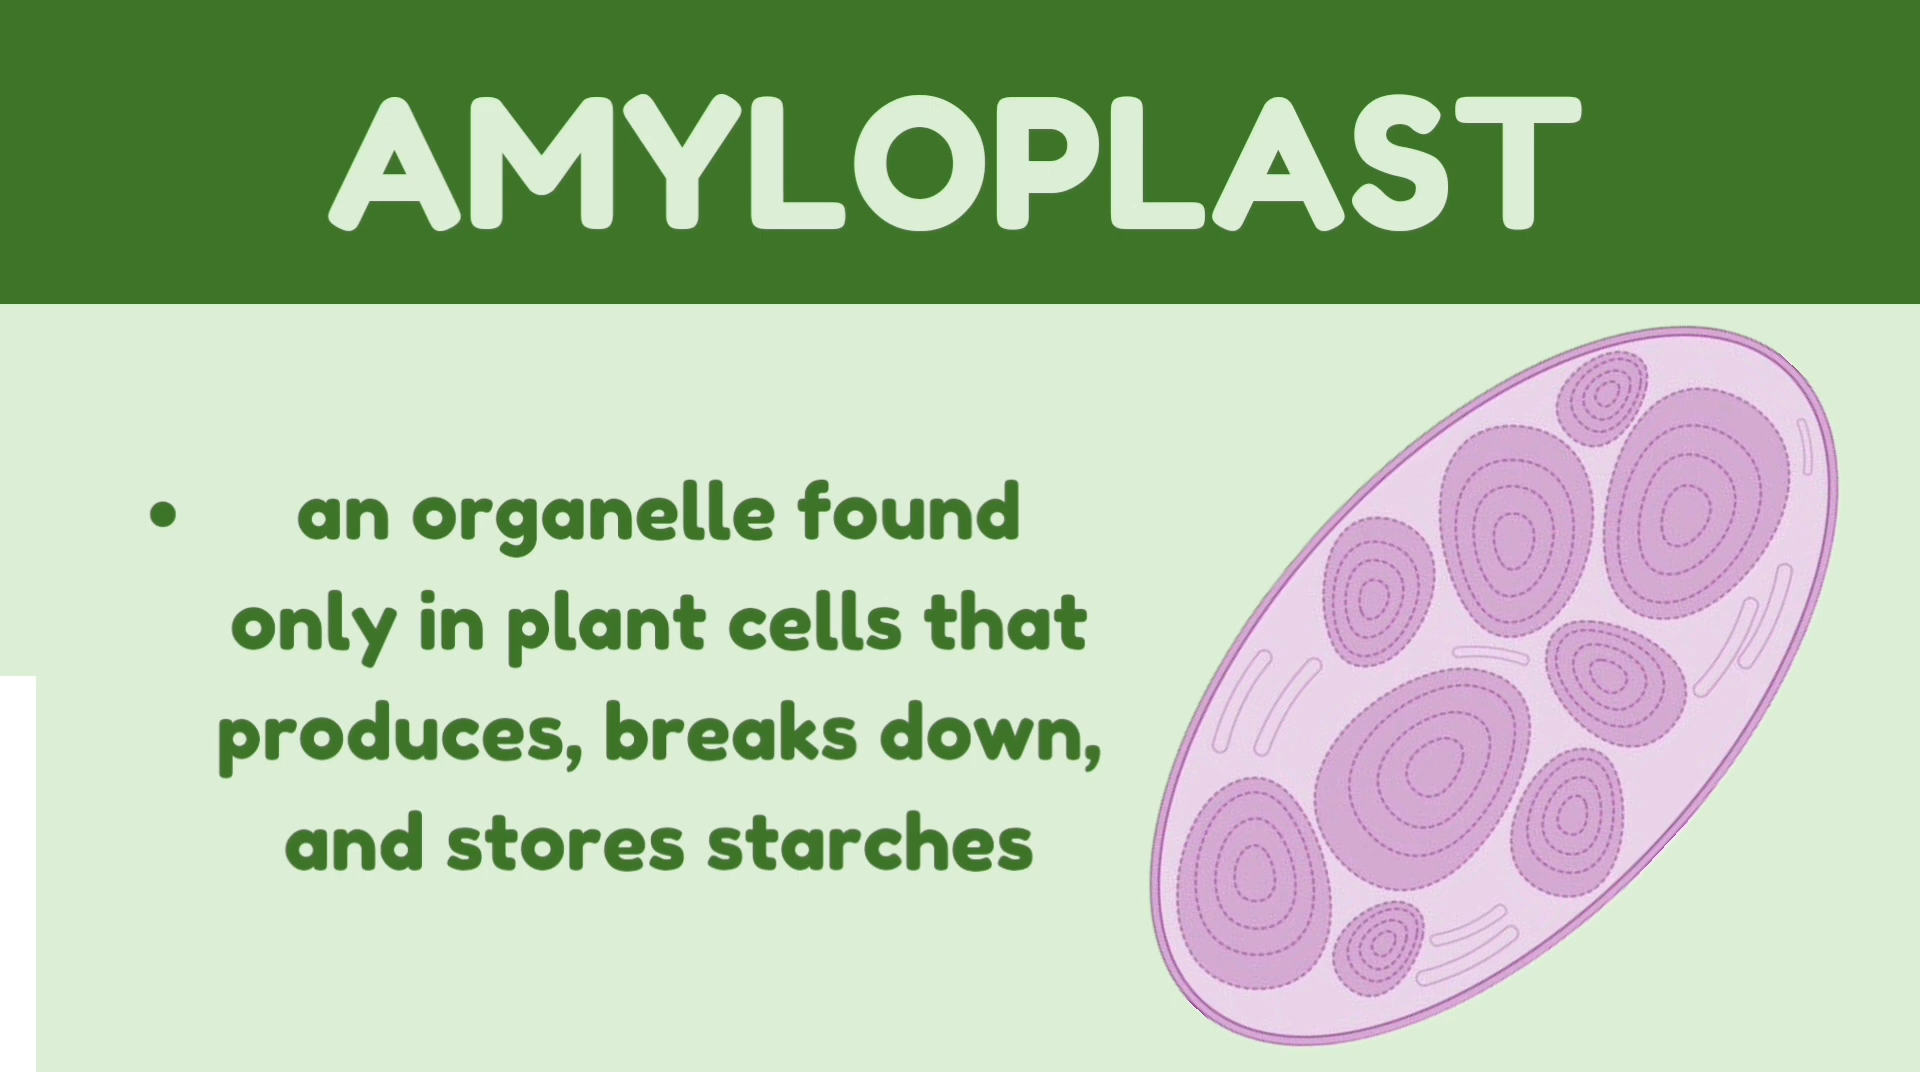 AMYLOPLAST
• an organelle found
only in plant cells that
produces, breaks down,
and stores starches